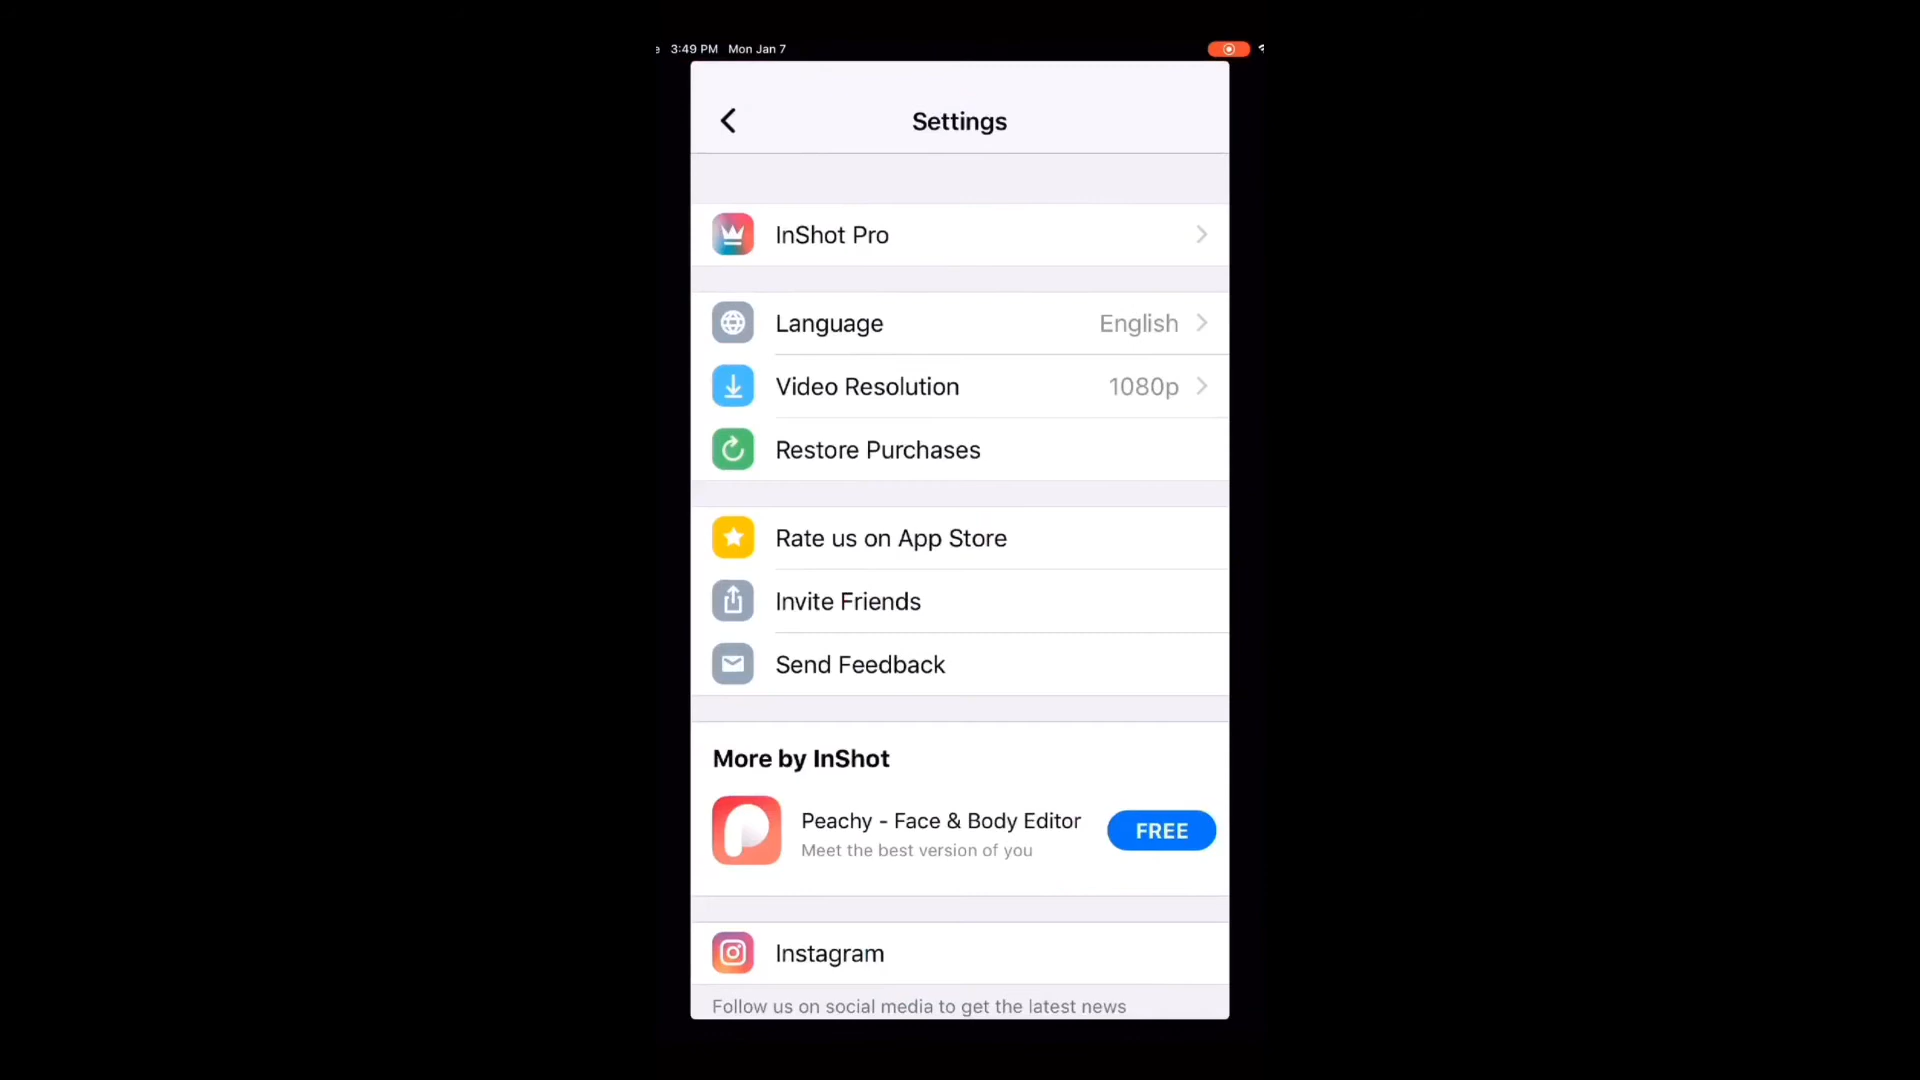 3:49 PM Mon Jan 7
Settings
InShot Pro
Language English
Video Resolution 1080p
Restore Purchases
Rate us on App Store
Invite Friends
Send Feedback
More by InShot
Peachy - Face & Body Editor
Meet the best version of you
FREE
Instagram
Follow us on social media to get the latest news